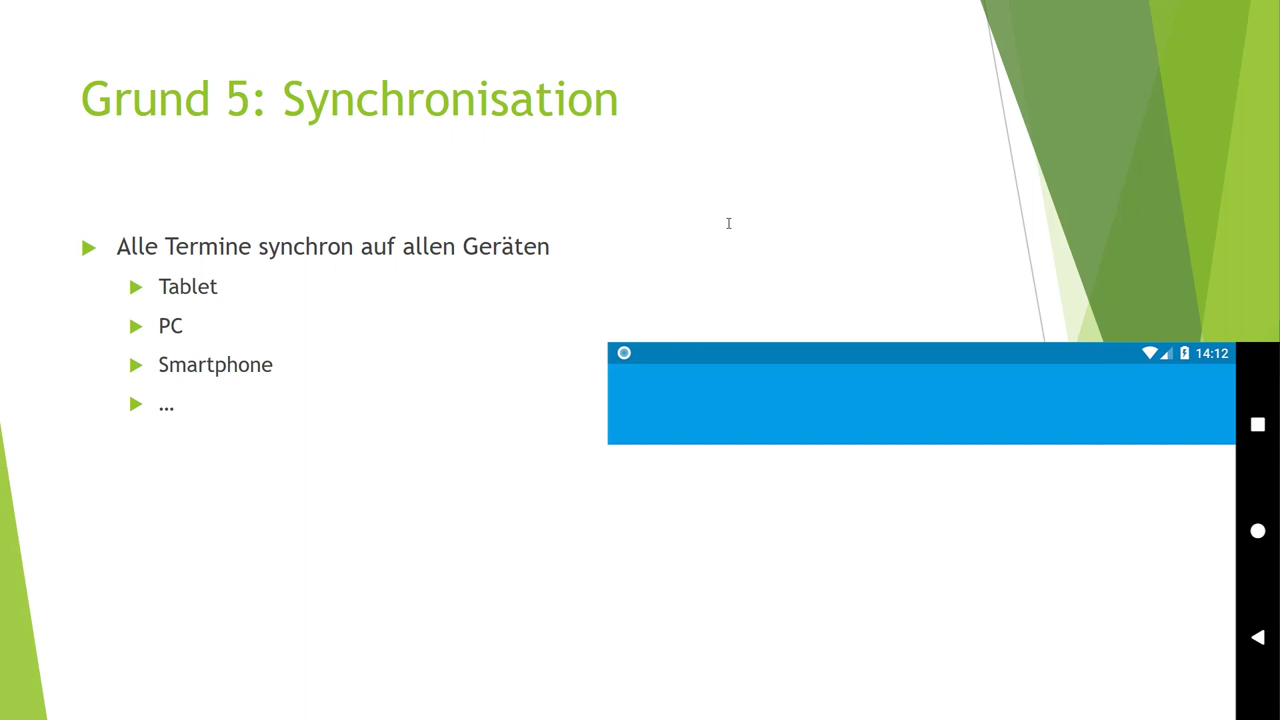 Grund 5: Synchronisation
Alle Termine synchron auf allen Geräten
Tablet
PC
Smartphone
...
14:12